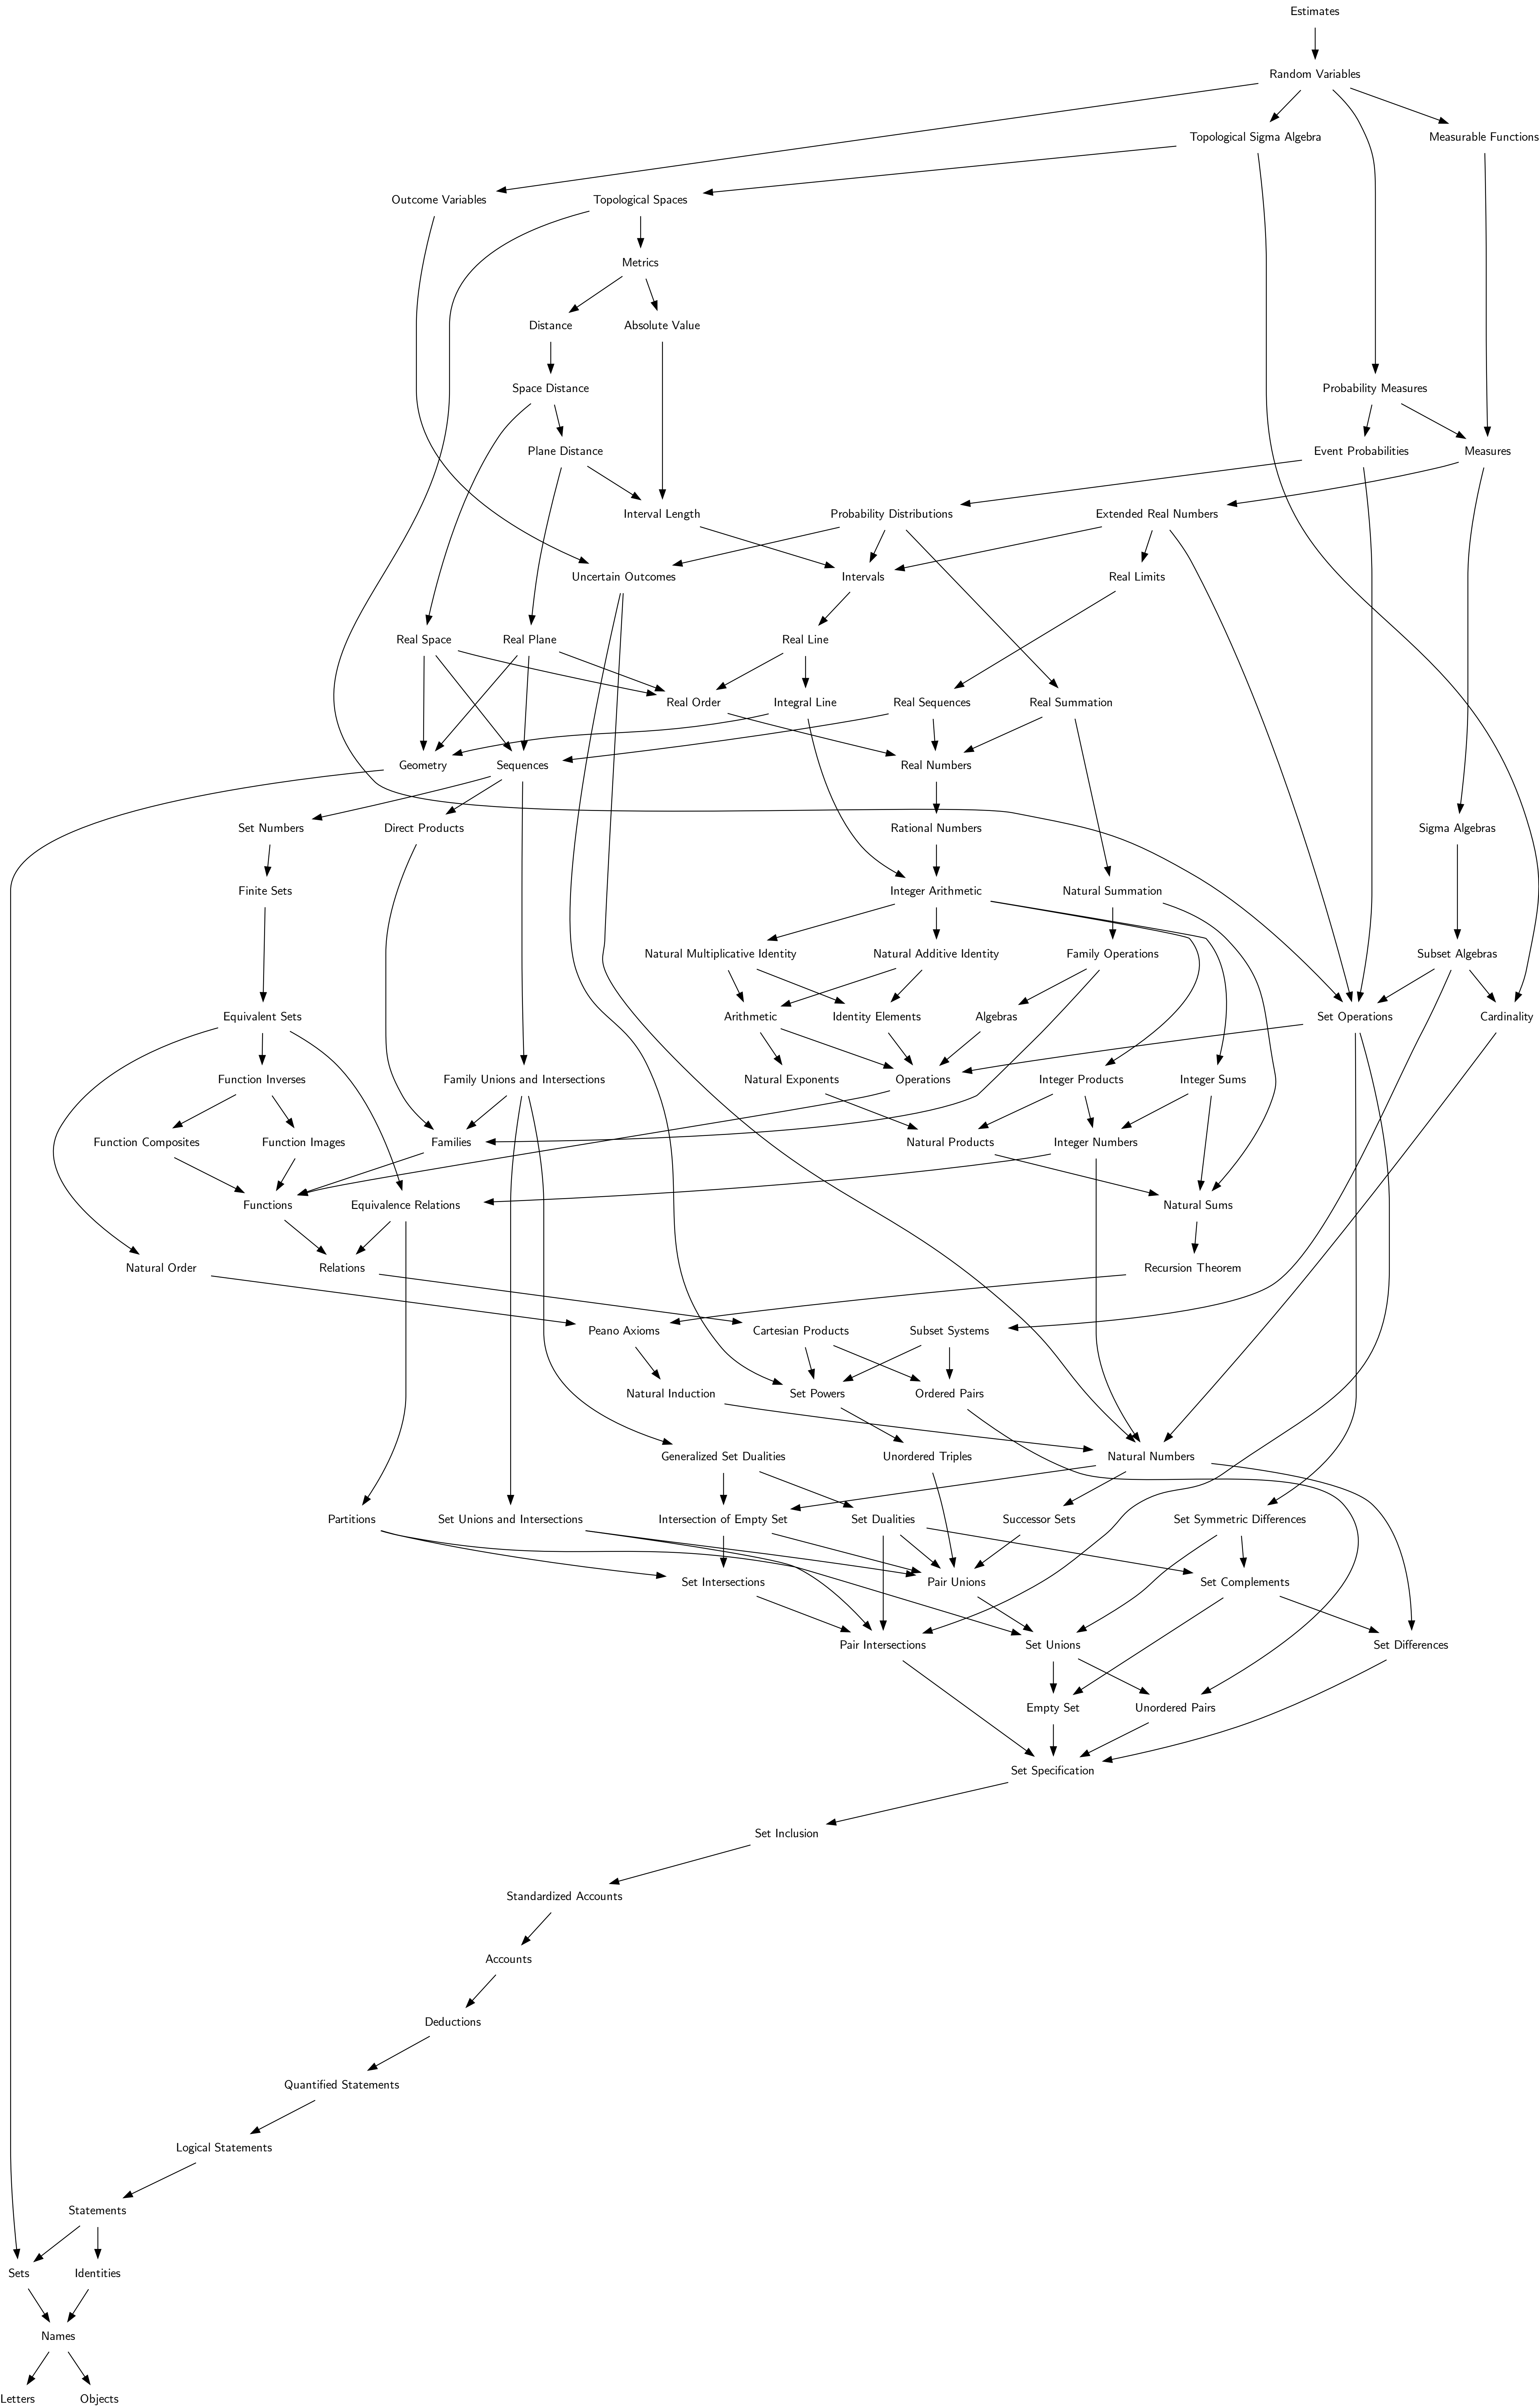 Estimates
Random Variables
Topological Sigma Algebra
Measurable Functions
Outcome Variables
Topological Spaces
Metrics
Distance
Absolute Value
Space Distance
Probability Measures
Plane Distance
Event Probabilities
Measures
Interval Length
Probability Distributions
Extended Real Numbers
Uncertain Outcomes
Intervals
Real Limits
Real Space
Real Plane
Real Line
Real Order
Integral Line
Real Sequences
Real Summation
Geometry
Sequences
Real Numbers
Set Numbers
Direct Products
Rational Numbers
Sigma Algebras
Finite Sets
Integer Arithmetic
Natural Summation
Natural Multiplicative Identity
Natural Additive Identity
Family Operations
Subset Algebras
Equivalent Sets
Arithmetic
Identity Elements
Algebras
Set Operations
Cardinality
Function Inverses
Family Unions and Intersections
Natural Exponents
Operations
Integer Products
Integer Sums
Function Composites
Function Images
Families
Natural Products
Integer Numbers
Functions
Equivalence Relations
Natural Sums
Natural Order
Relations
Recursion Theorem
Peano Axioms
Cartesian Products
Subset Systems
Natural Induction
Set Powers
Ordered Pairs
Generalized Set Dualities
Unordered Triples
Natural Numbers
Partitions
Set Unions and Intersections
Intersection of Empty Set
Set Dualities
Successor Sets
Set Symmetric Differences
Set Intersections
Pair Unions
Set Complements
Pair Intersections
Set Unions
Set Differences
Empty Set
Unordered Pairs
Set Specification
Set Inclusion
Standardized Accounts
Accounts
Deductions
Quantified Statements
Logical Statements
Statements
Sets
Identities
Names
Letters
Objects